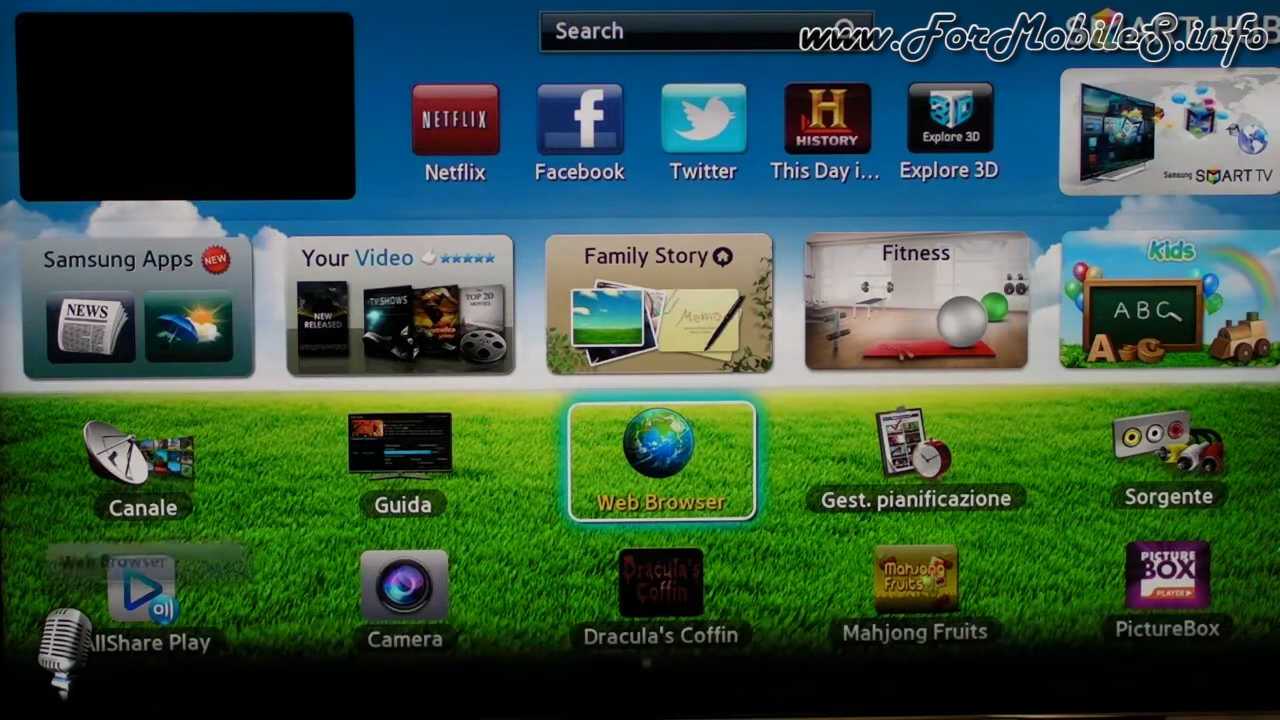 Search
SMART HUB
www.ForMobileS.info
NETFLIX
HISTORY
Explore 3D
Netflix
Facebook
Twitter
This Day i...
Explore 3D
Samsung SMART TV
Samsung Apps NEW
NEWS
Your Video
NEW
RELEASED
TV SHOWS
TOP 20
MOVIES
Family Story
Memo
Fitness
Kids
ABC
A
Canale
Guida
Web Browser
Gest. pianificazione
Sorgente
Web Browser
Dracula's
Coffin
Mahjong
Fruits
PICTURE
BOX
PLAYER
AllShare Play
Camera
Dracula's Coffin
Mahjong Fruits
PictureBox